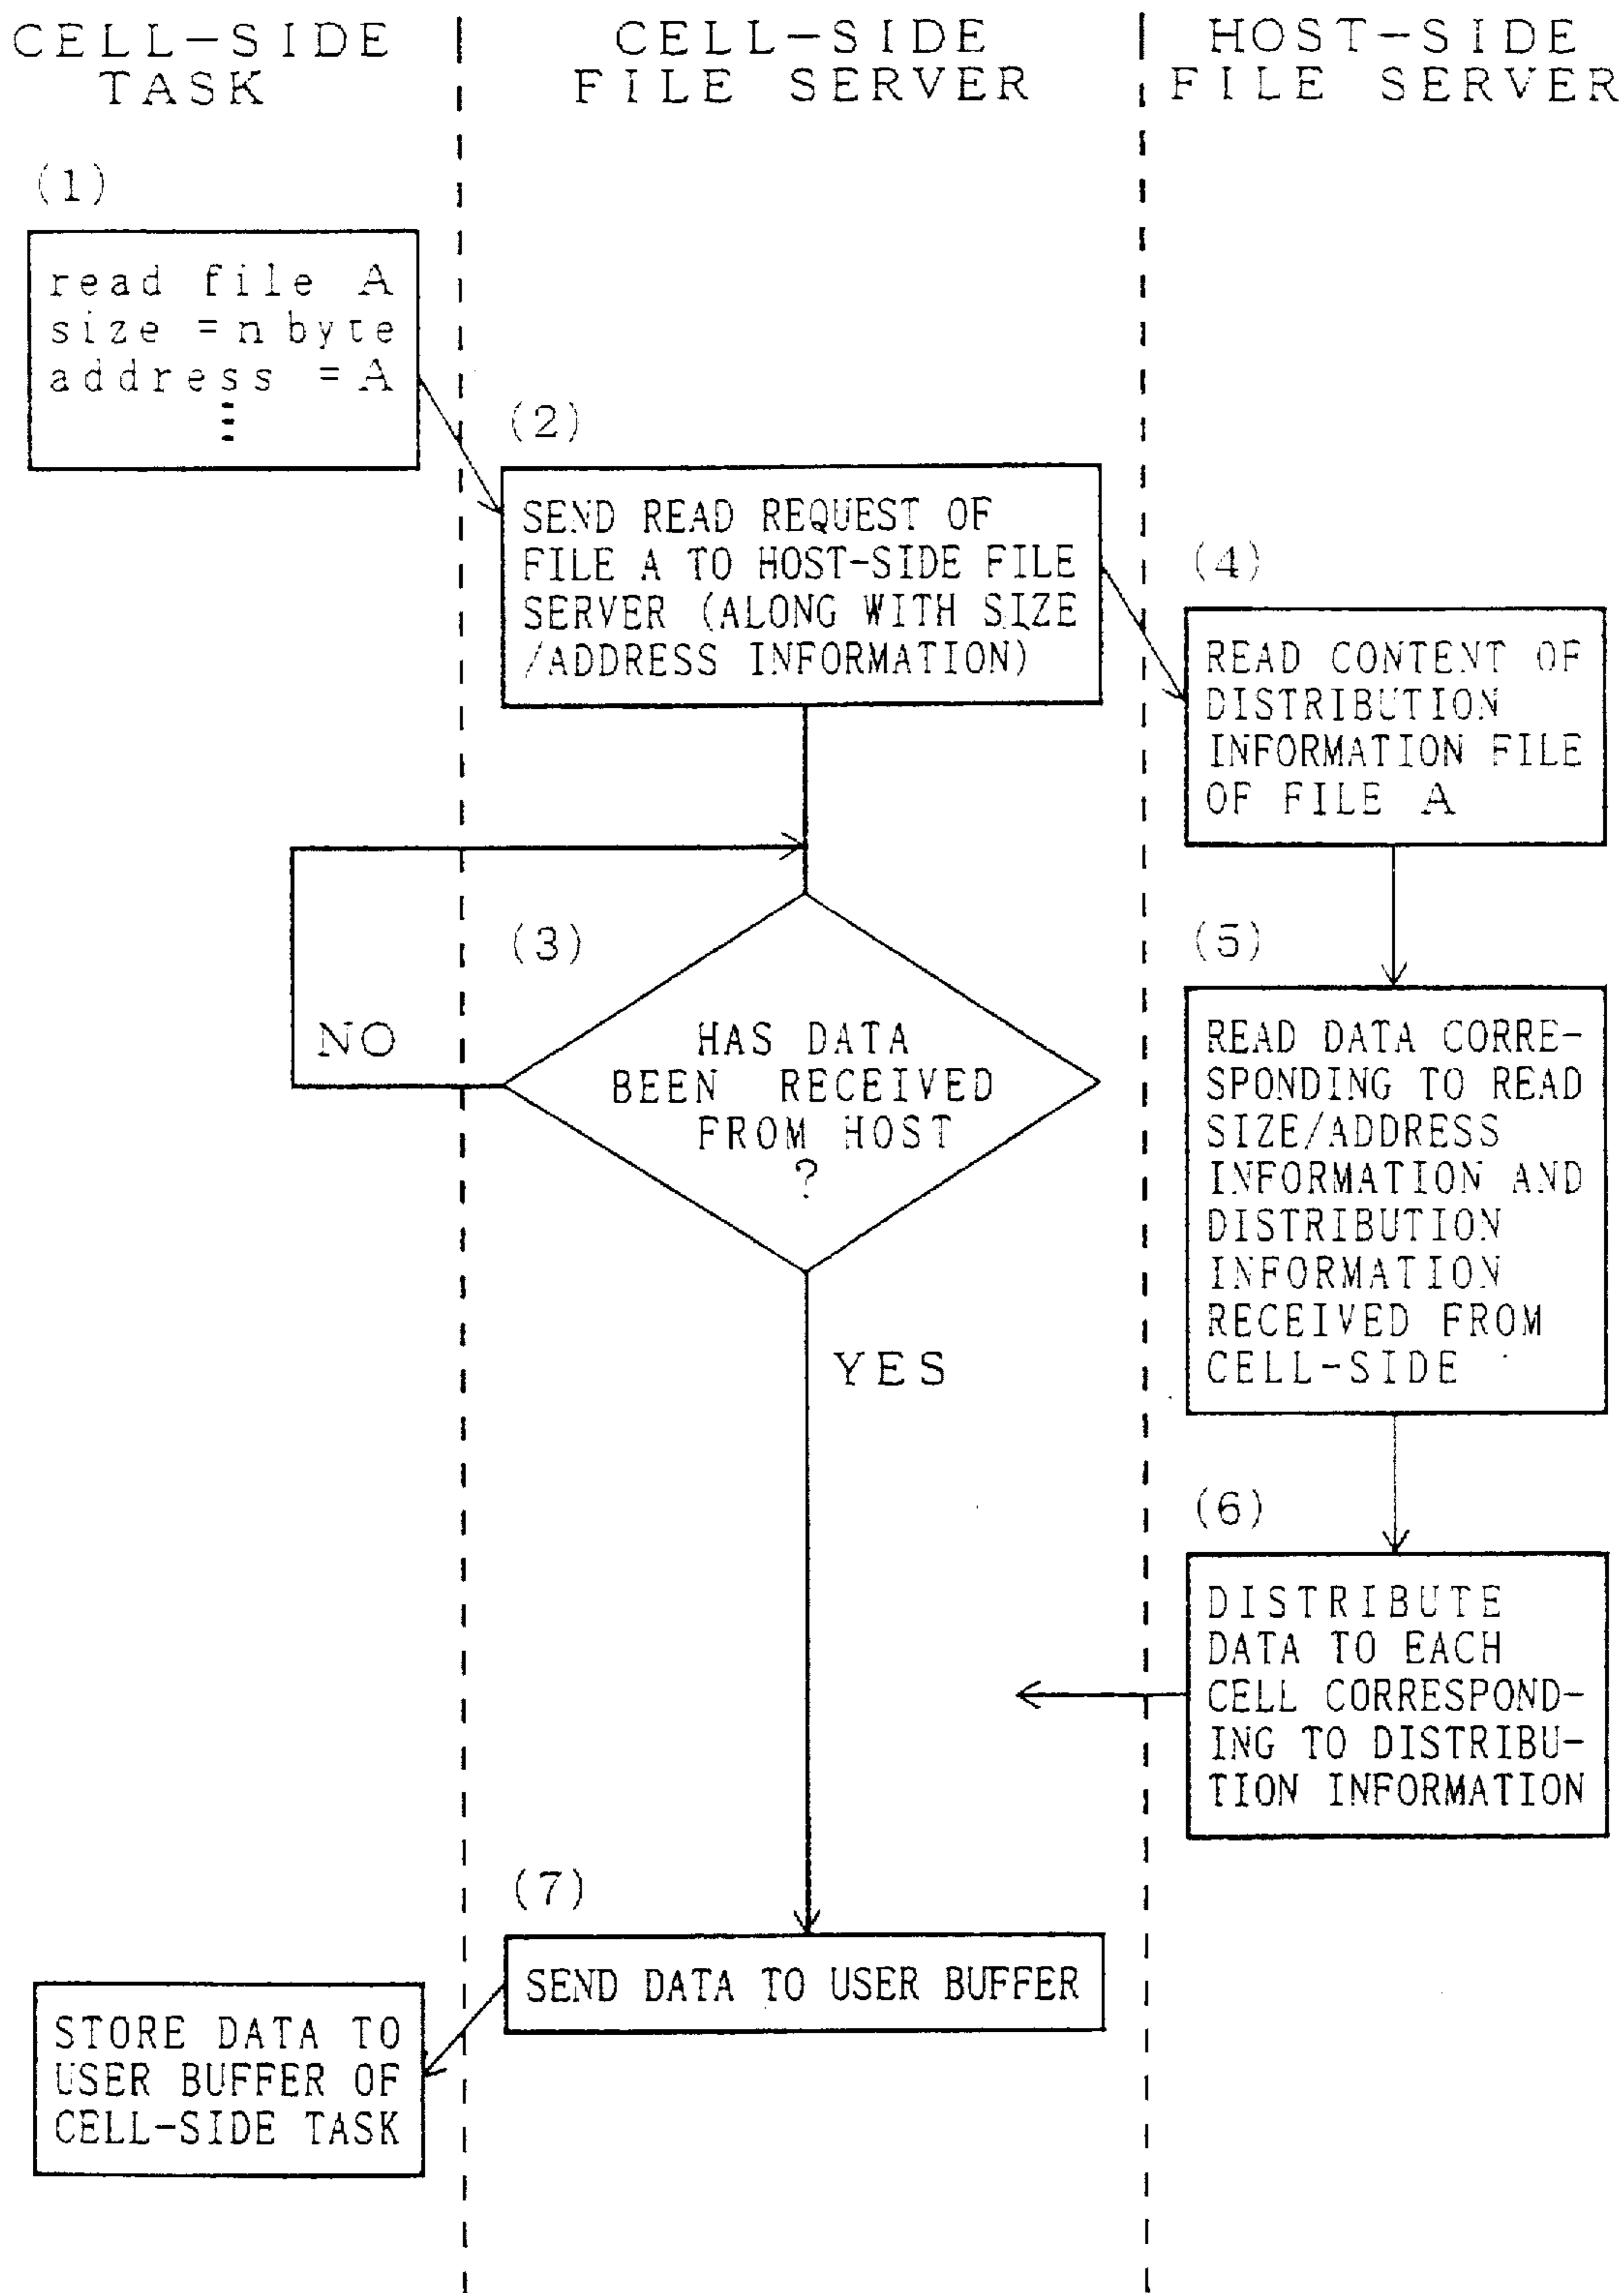 CELL-SIDE
TASK
CELL-SIDE
FILE SERVER
HOST-SIDE
FILE SERVER
(1)
read file A
size = n byte
address = A
(2)
SEND READ REQUEST OF
FILE A TO HOST-SIDE FILE
SERVER (ALONG WITH SIZE
/ADDRESS INFORMATION)
(4)
READ CONTENT OF
DISTRIBUTION
INFORMATION FILE
OF FILE A
(3)
HAS DATA
BEEN RECEIVED
FROM HOST
?
NO
YES
(5)
READ DATA CORRE-
SPONDING TO READ
SIZE/ADDRESS
INFORMATION AND
DISTRIBUTION
INFORMATION
RECEIVED FROM
CELL-SIDE
(6)
DISTRIBUTE
DATA TO EACH
CELL CORRESPOND-
ING TO DISTRIBU-
TION INFORMATION
(7)
SEND DATA TO USER BUFFER
STORE DATA TO
USER BUFFER OF
CELL-SIDE TASK